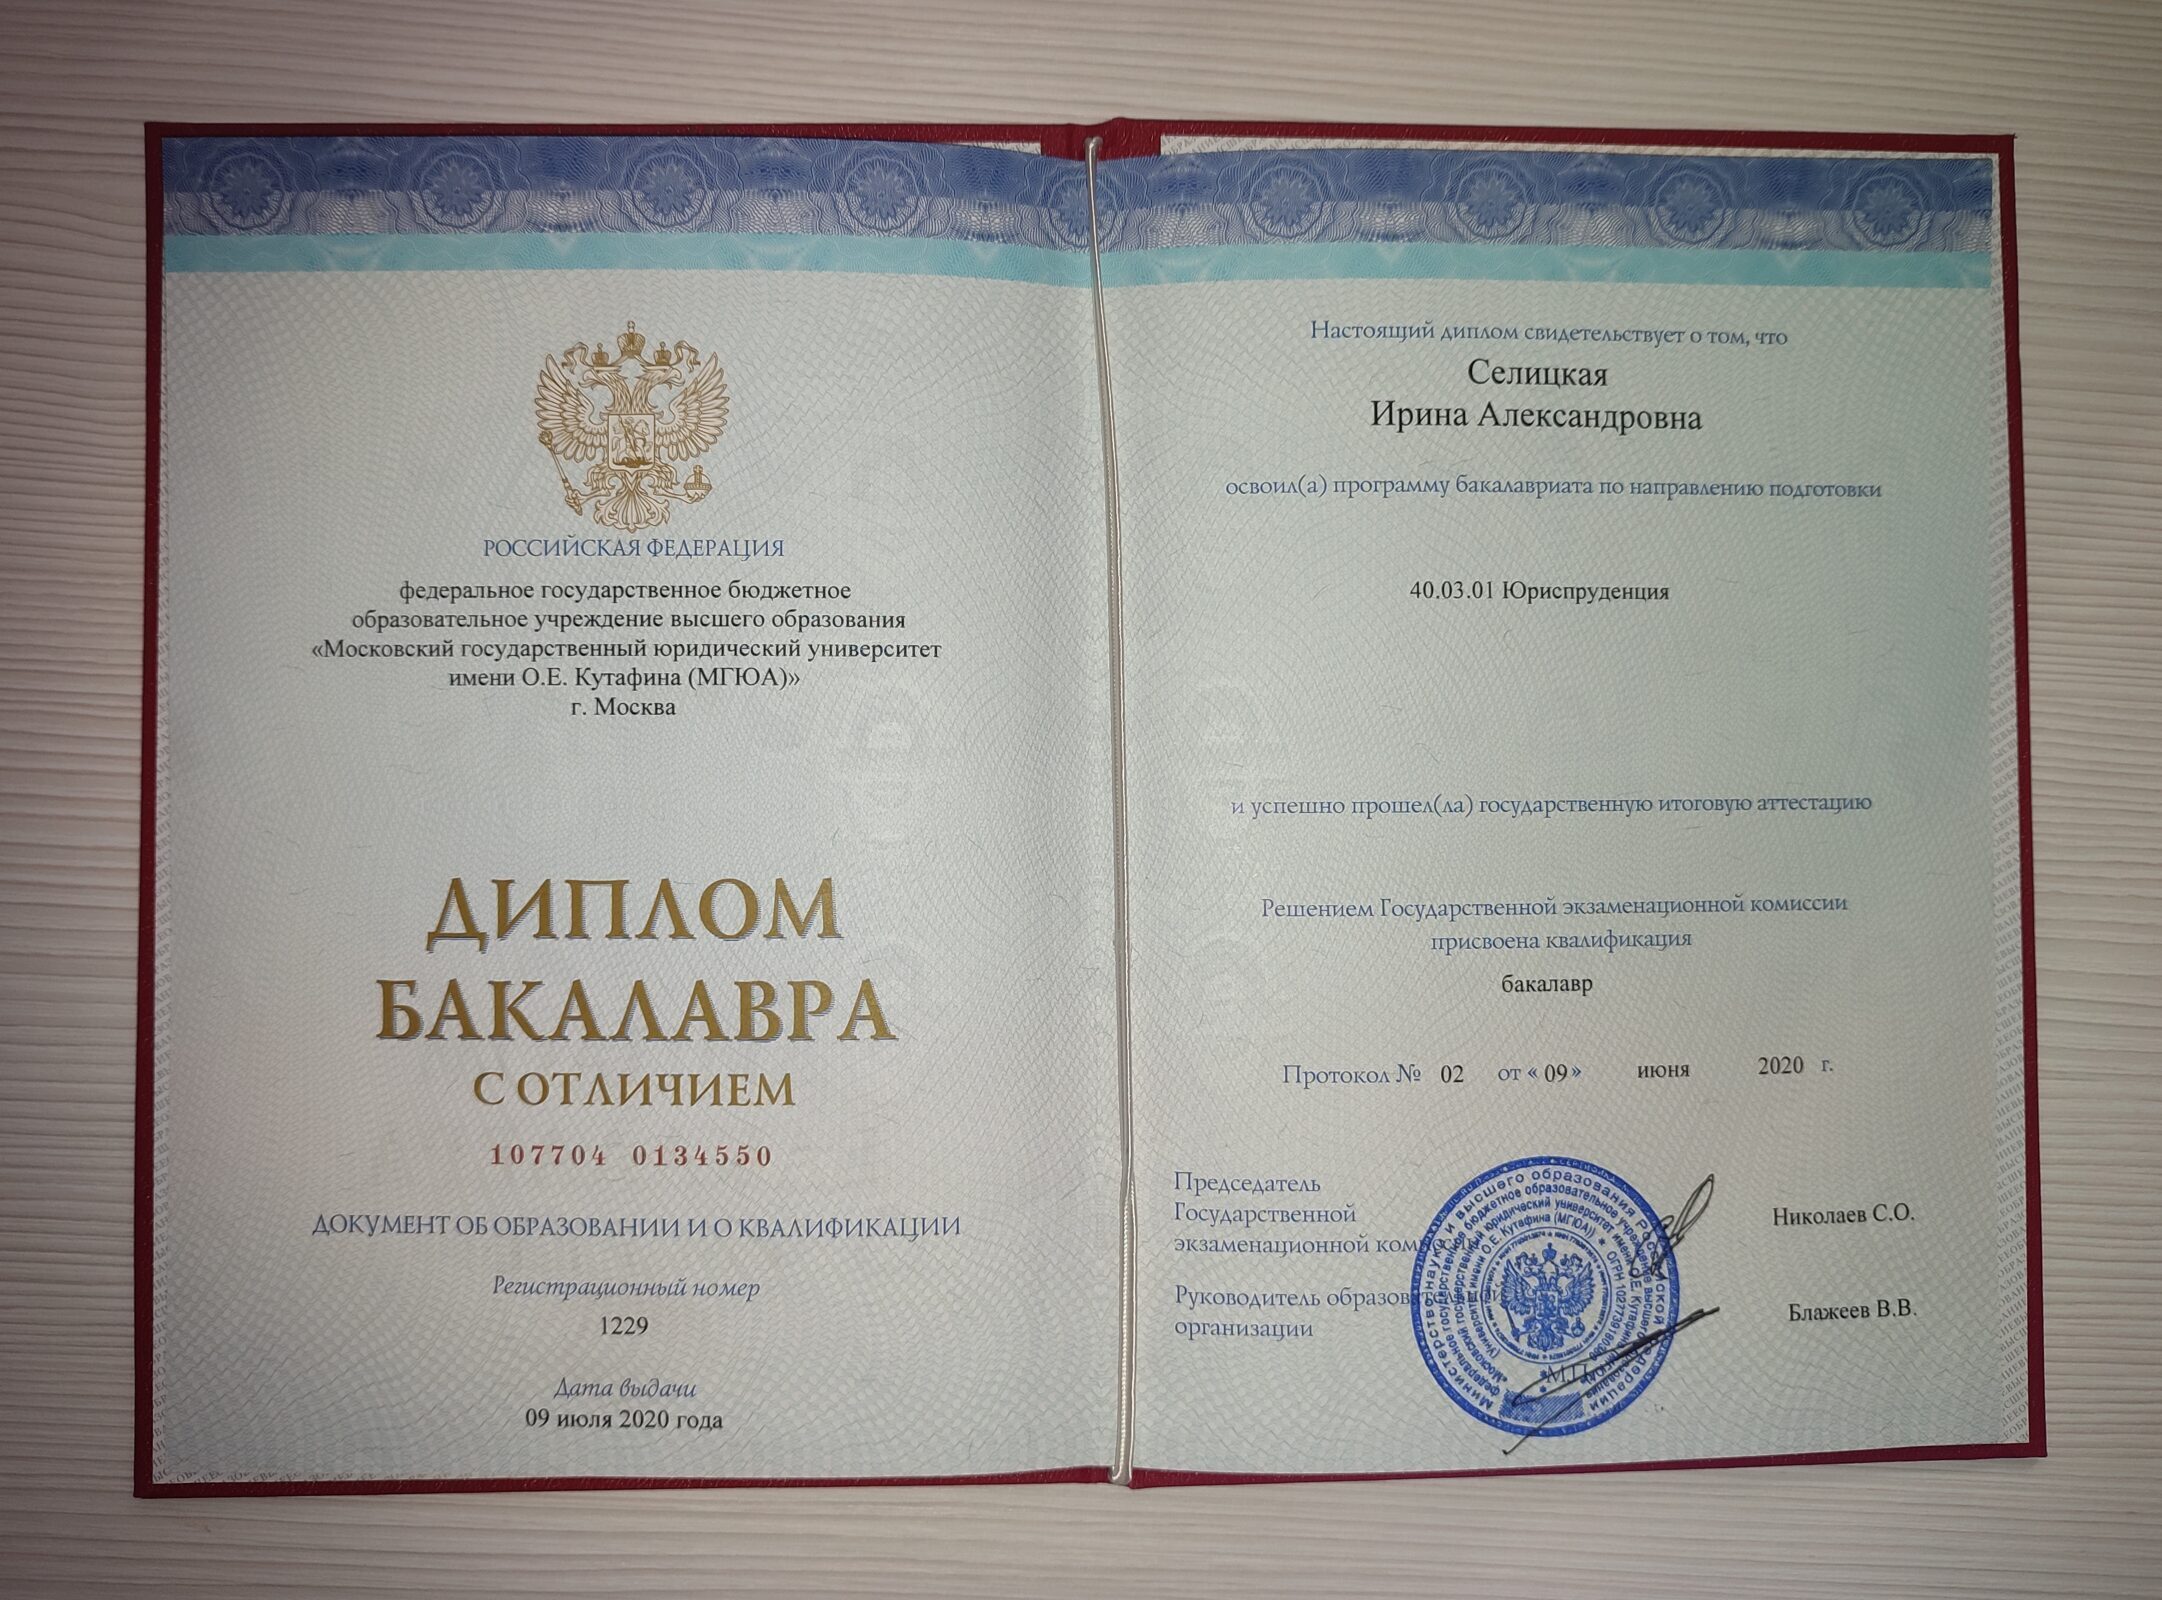 РОССИЙСКАЯ ФЕДЕРАЦИЯ
федеральное государственное бюджетное
образовательное учреждение высшего образования
«Московский государственный юридический университет
имени О.Е. Кутафина (МГЮА)»
г. Москва
ДИПЛОМ
БАКАЛАВРА
С ОТЛИЧИЕМ
107704 0134550
ДОКУМЕНТ ОБ ОБРАЗОВАНИИ И О КВАЛИФИКАЦИИ
Регистрационный номер
1229
Дата выдачи
09 июля 2020 года
Настоящий диплом свидетельствует о том, что
Селицкая
Ирина Александровна
освоил(а) программу бакалавриата по направлению подготовки
40.03.01 Юриспруденция
и успешно прошел(ла) государственную итоговую аттестацию
Решением Государственной экзаменационной комиссии
присвоена квалификация
бакалавр
Протокол № 02 от « 09 » июня 2020 г.
Председатель
Государственной
экзаменационной комиссии
Николаев С.О.
Руководитель образовательной
организации
Блажеев В.В.
М.П.